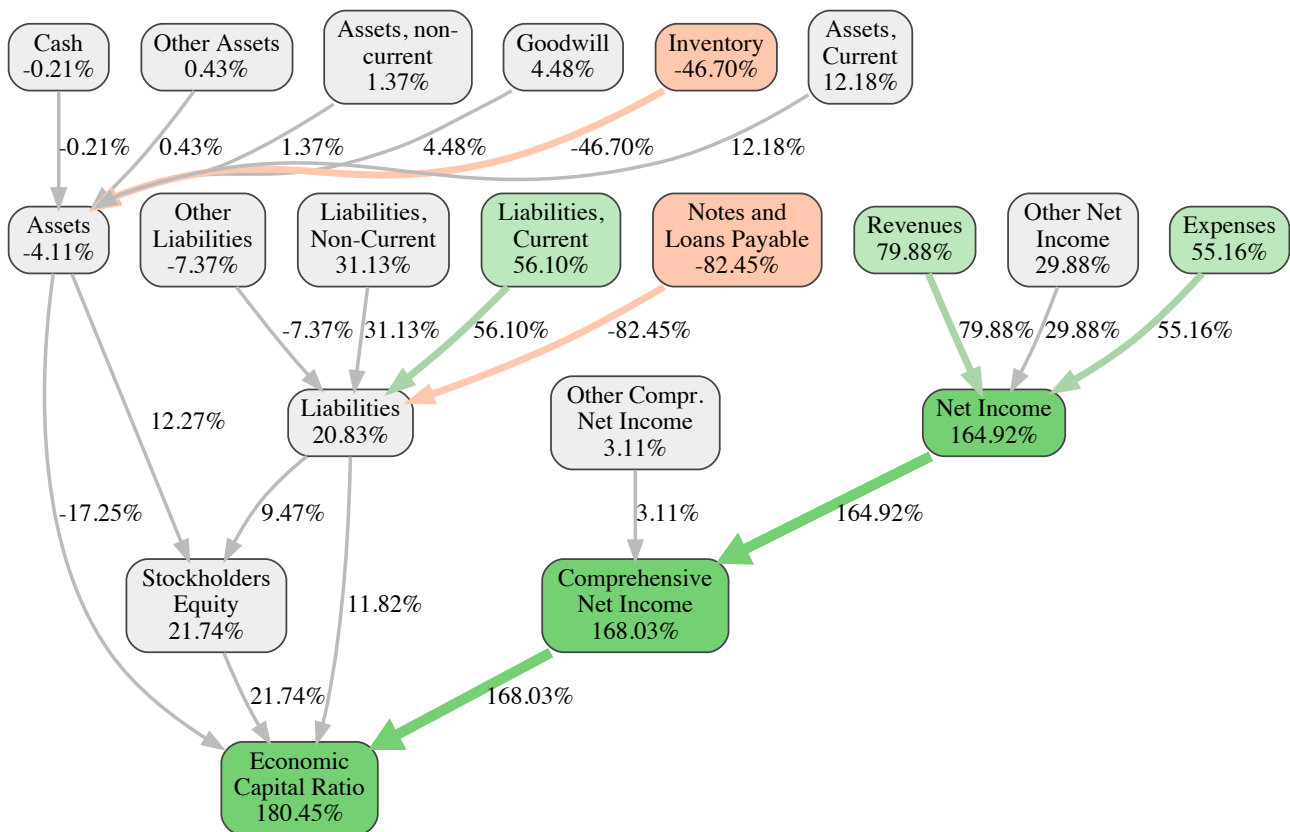 Cash
-0.21%
Other Assets
0.43%
Assets, non-
current
1.37%
Goodwill
4.48%
Inventory
-46.70%
Assets,
Current
12.18%
-0.21%
0.43%
1.37%
4.48%
-46.70%
12.18%
Assets
-4.11%
Other
Liabilities
-7.37%
Liabilities,
Non-Current
31.13%
Liabilities,
Current
56.10%
Notes and
Loans Payable
-82.45%
Revenues
79.88%
Other Net
Income
29.88%
Expenses
55.16%
-7.37%
31.13%
56.10%
-82.45%
79.88%
29.88%
55.16%
12.27%
Liabilities
20.83%
Other Compr.
Net Income
3.11%
Net Income
164.92%
-17.25%
9.47%
3.11%
164.92%
Stockholders
Equity
21.74%
11.82%
Comprehensive
Net Income
168.03%
21.74%
168.03%
Economic
Capital Ratio
180.45%